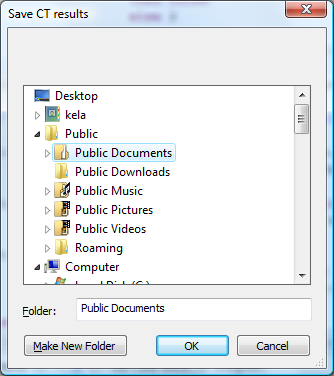 Save CT results
Desktop
kela
Public
Public Documents
Public Downloads
Public Music
Public Pictures
Public Videos
Roaming
Computer
Folder:
Public Documents
Make New Folder
OK
Cancel